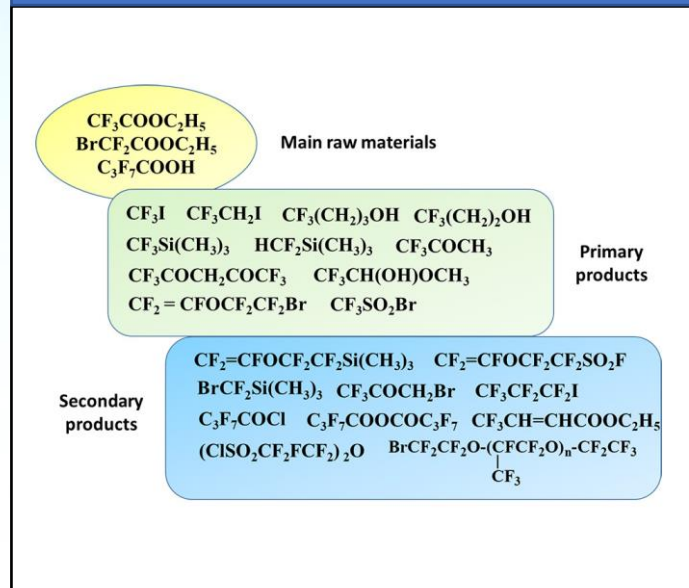 CF₃COOC₂H₅
BrCF₂COOC₂H₅
C₃F₇COOH
Main raw materials
CF₃I CF₃CH₂I CF₃(CH₂)₃OH CF₃(CH₂)₂OH
CF₃Si(CH₃)₃ HCF₂Si(CH₃)₃ CF₃COCH₃
CF₃COCH₂COCF₃ CF₃CH(OH)OCH₃
CF₂ = CFOCF₂CF₂Br CF₃SO₂Br
Primary
products
CF₂=CFOCF₂CF₂Si(CH₃)₃ CF₂=CFOCF₂CF₂SO₂F
BrCF₂Si(CH₃)₃ CF₃COCH₂Br CF₃CF₂CF₂I
C₃F₇COCl C₃F₇COOCOC₃F₇ CF₃CH=CHCOOC₂H₅
(ClSO₂CF₂FCF₂) ₂O BrCF₂CF₂O-(CFCF₂O)ₙ-CF₂CF₃
CF₃
Secondary
products